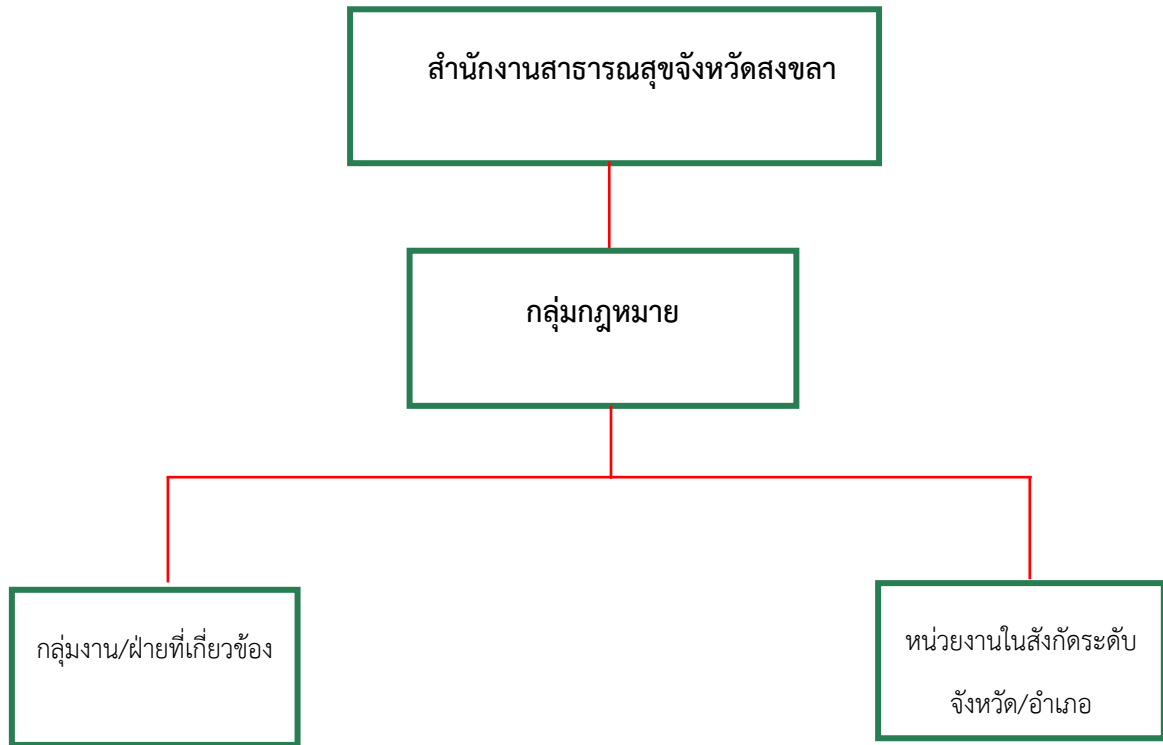 สำนักงานสาธารณสุขจังหวัดสงขลา
กลุ่มกฎหมาย
กลุ่มงาน/ฝ่ายที่เกี่ยวข้อง
หน่วยงานในสังกัดระดับ
จังหวัด/อำเภอ